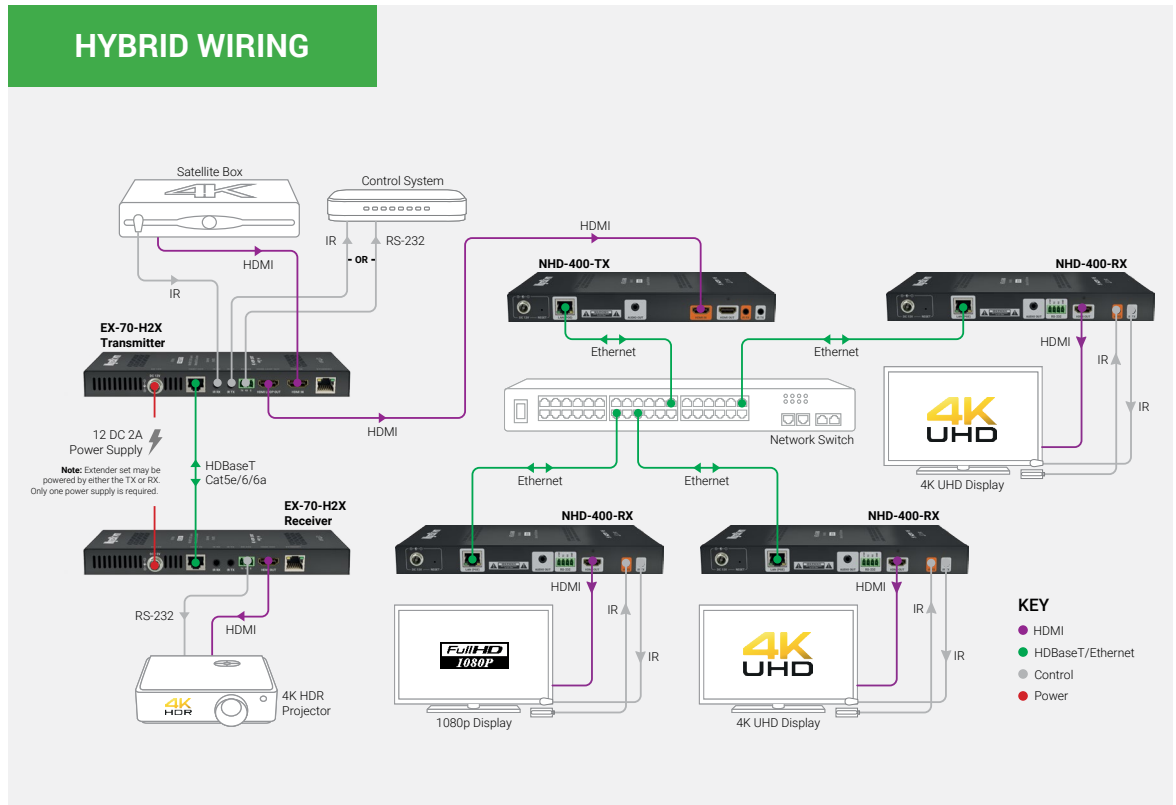 HYBRID WIRING
Satellite Box
4K
Control System
IR
RS-232
- OR -
HDMI
IR
HDMI
NHD-400-TX
NHD-400-RX
EX-70-H2X
Transmitter
Ethernet
Ethernet
HDMI
IR
IR
HDMI
12 DC 2A
Power Supply
Note: Extender set may be
powered by either the TX or RX.
Only one power supply is required.
HDBaseT
Cat5e/6/6a
Network Switch
4K
UHD
4K UHD Display
Ethernet
Ethernet
EX-70-H2X
Receiver
NHD-400-RX
NHD-400-RX
RS-232
HDMI
HDMI
IR
IR
HDMI
IR
IR
4K
HDR
4K HDR
Projector
FullHD
1080P
1080p Display
4K
UHD
4K UHD Display
KEY
HDMI
HDBaseT/Ethernet
Control
Power